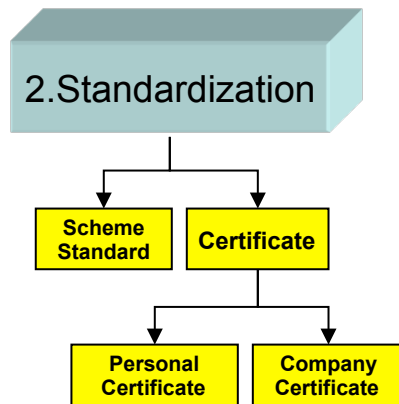 2.Standardization
Scheme
Standard
Certificate
Personal
Certificate
Company
Certificate